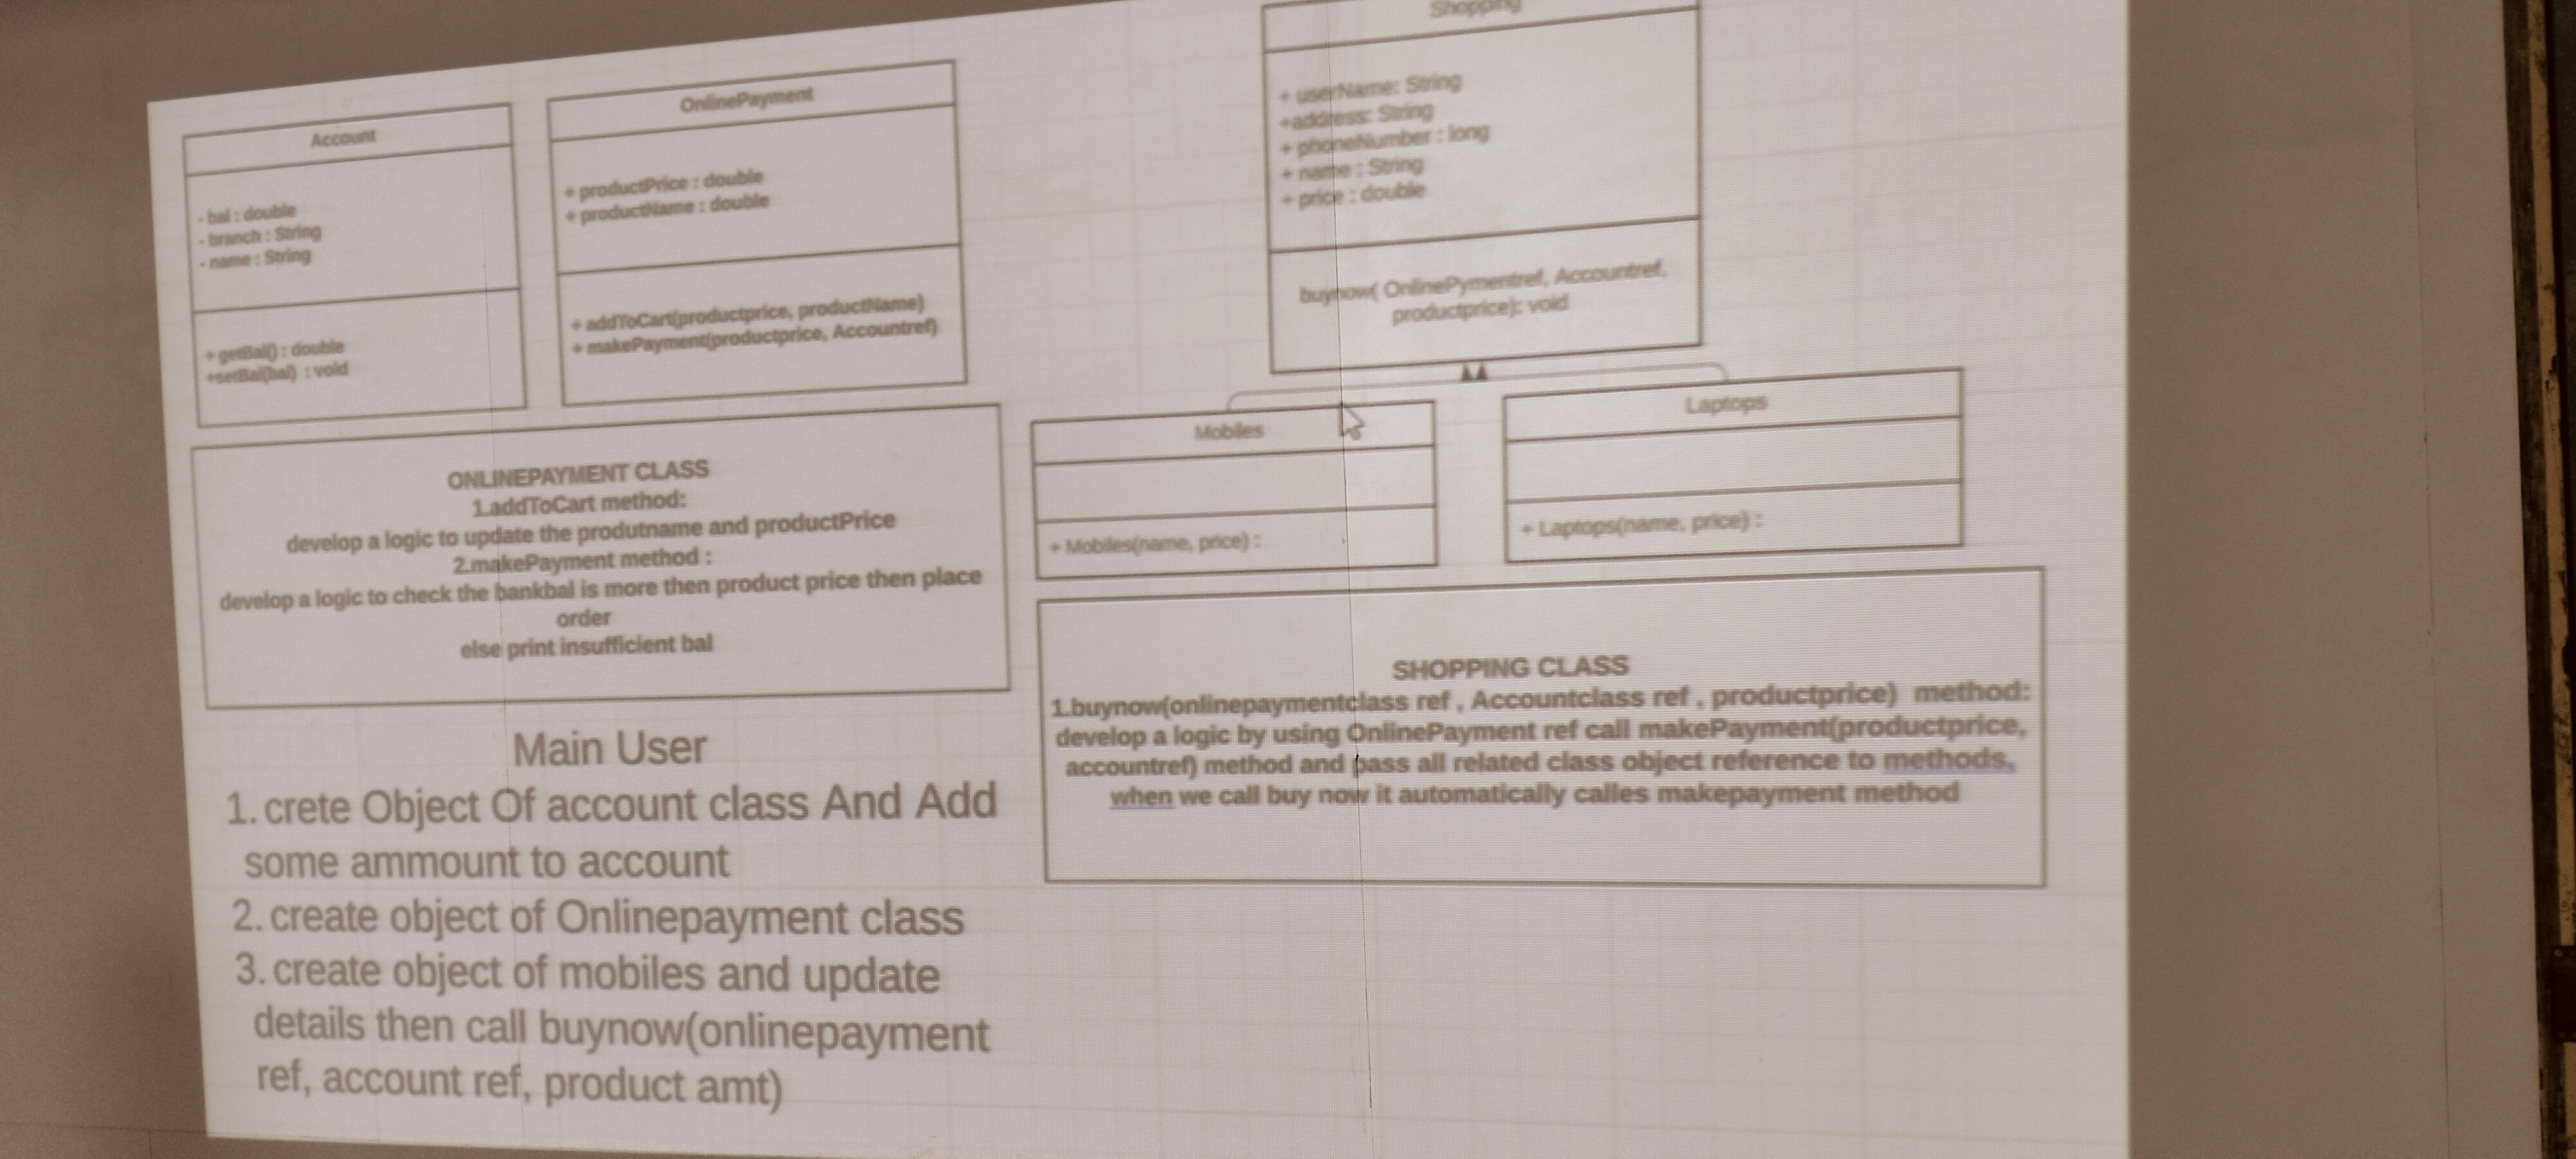 Account
- bal : double
- branch : String
- name : String
+ getBal() : double
+setBal(bal) : void
OnlinePayment
+ productPrice : double
+ productName : double
+ addToCart(productprice, productName)
+ makePayment(productprice, Accountref)
Shopping
+ userName: String
+address: String
+ phoneNumber : long
+ name : String
+ price : double
buynow( OnlinePymentref, Accountref,
productprice): void
Mobiles
+ Mobiles(name, price) :
Laptops
+ Laptops(name, price) :
ONLINEPAYMENT CLASS
1.addToCart method:
develop a logic to update the produtname and productPrice
2.makePayment method :
develop a logic to check the bankbal is more then product price then place
order
else print insufficient bal
SHOPPING CLASS
1.buynow(onlinepaymentclass ref , Accountclass ref , productprice) method:
develop a logic by using OnlinePayment ref call makePayment(productprice,
accountref) method and pass all related class object reference to methods,
when we call buy now it automatically calles makepayment method
Main User
1. crete Object Of account class And Add
some ammount to account
2. create object of Onlinepayment class
3. create object of mobiles and update
details then call buynow(onlinepayment
ref, account ref, product amt)